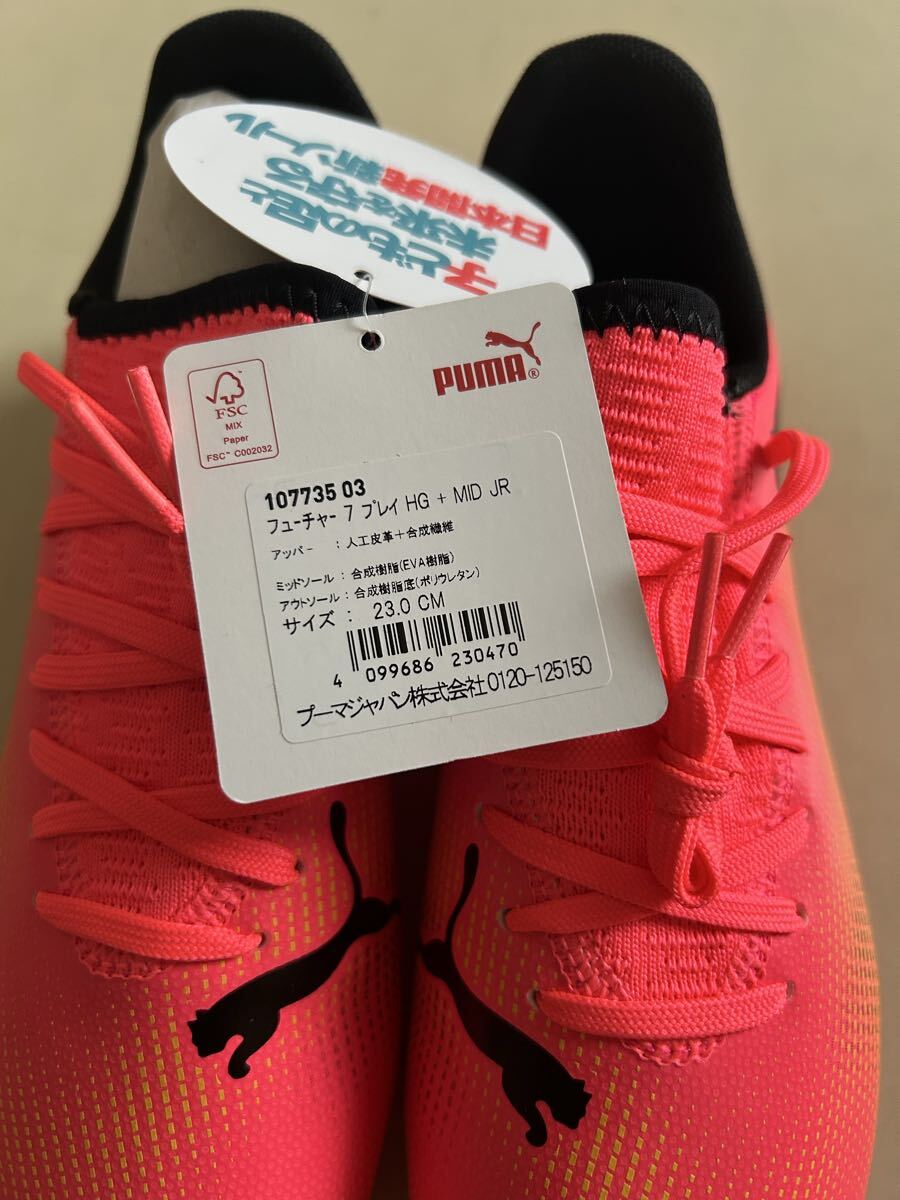 子どもの足と
未来を守る
日本開発新ソール
PUMA®
FSC
MIX
Paper
FSC™ C002032
107735 03
フューチャー 7 プレイ HG + MID JR
アッパー : 人工皮革+合成繊維
ミッドソール : 合成樹脂(EVA樹脂)
アウトソール : 合成樹脂底(ポリウレタン)
サイズ : 23.0 CM
4 099686 230470
プーマジャパン株式会社0120-125150